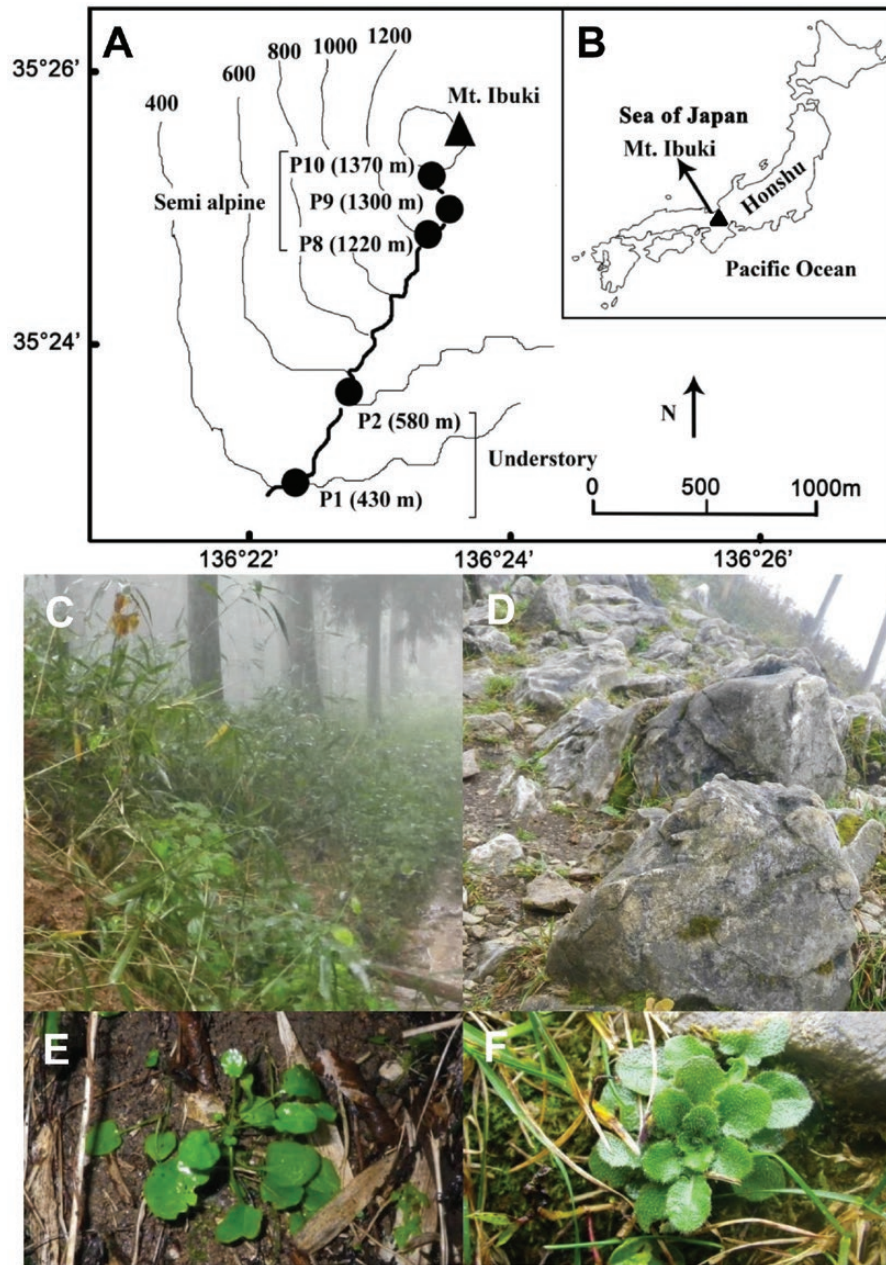 A
B
35°26’
35°24’
400
600
800
1000
1200
Mt. Ibuki
P10 (1370 m)
Semi alpine
P9 (1300 m)
P8 (1220 m)
P2 (580 m)
Understory
P1 (430 m)
Sea of Japan
Mt. Ibuki
Honshu
Pacific Ocean
N
0
500
1000m
136°22’
136°24’
136°26’
C
D
E
F